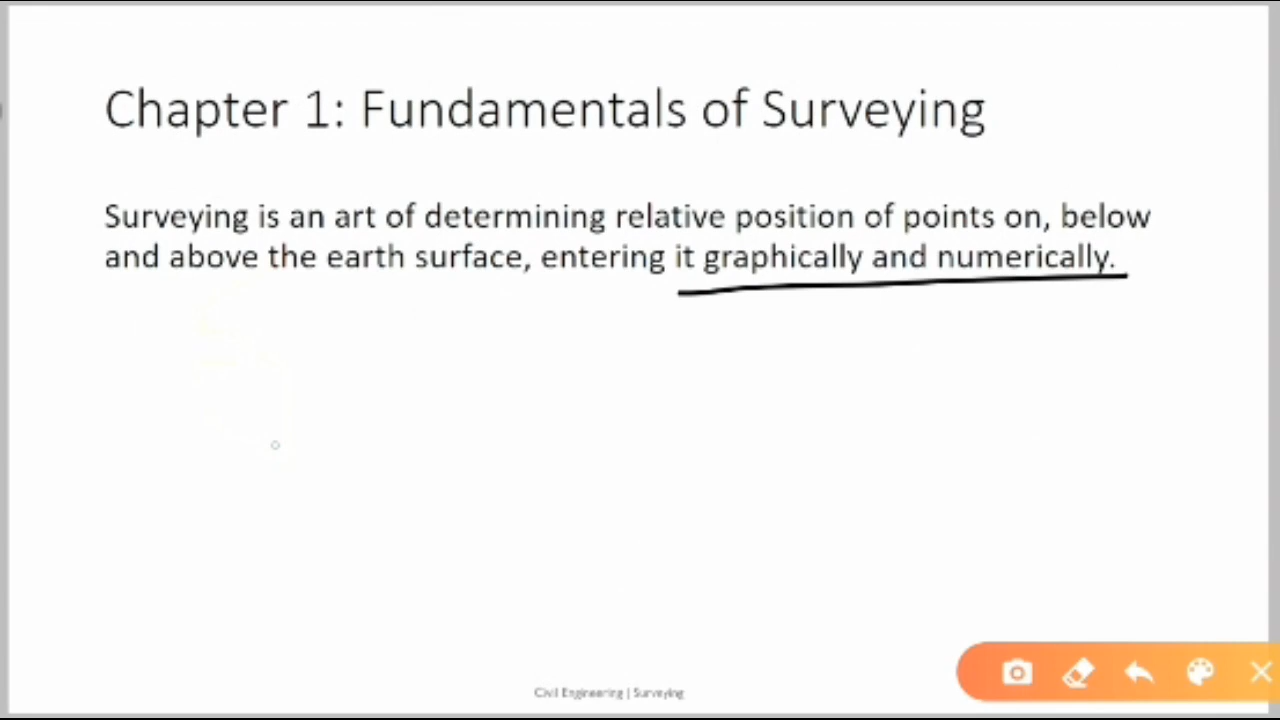 Chapter 1: Fundamentals of Surveying
Surveying is an art of determining relative position of points on, below
and above the earth surface, entering it graphically and numerically.
Civil Engineering | Surveying